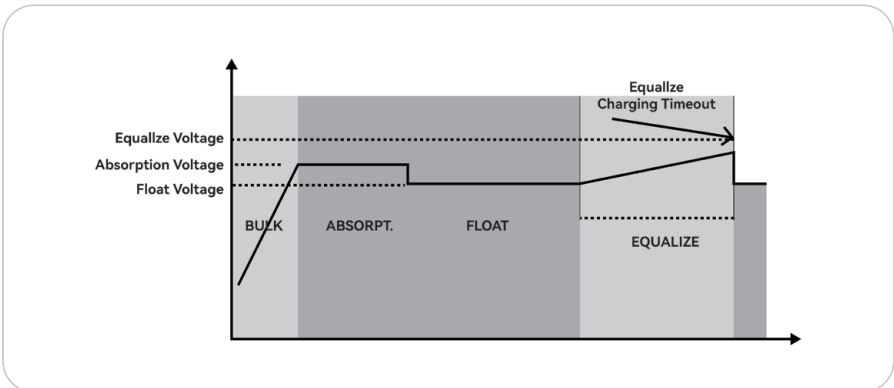 Equallze
Charging Timeout
Equallze Voltage
Absorption Voltage
Float Voltage
BULK
ABSORPT.
FLOAT
EQUALIZE